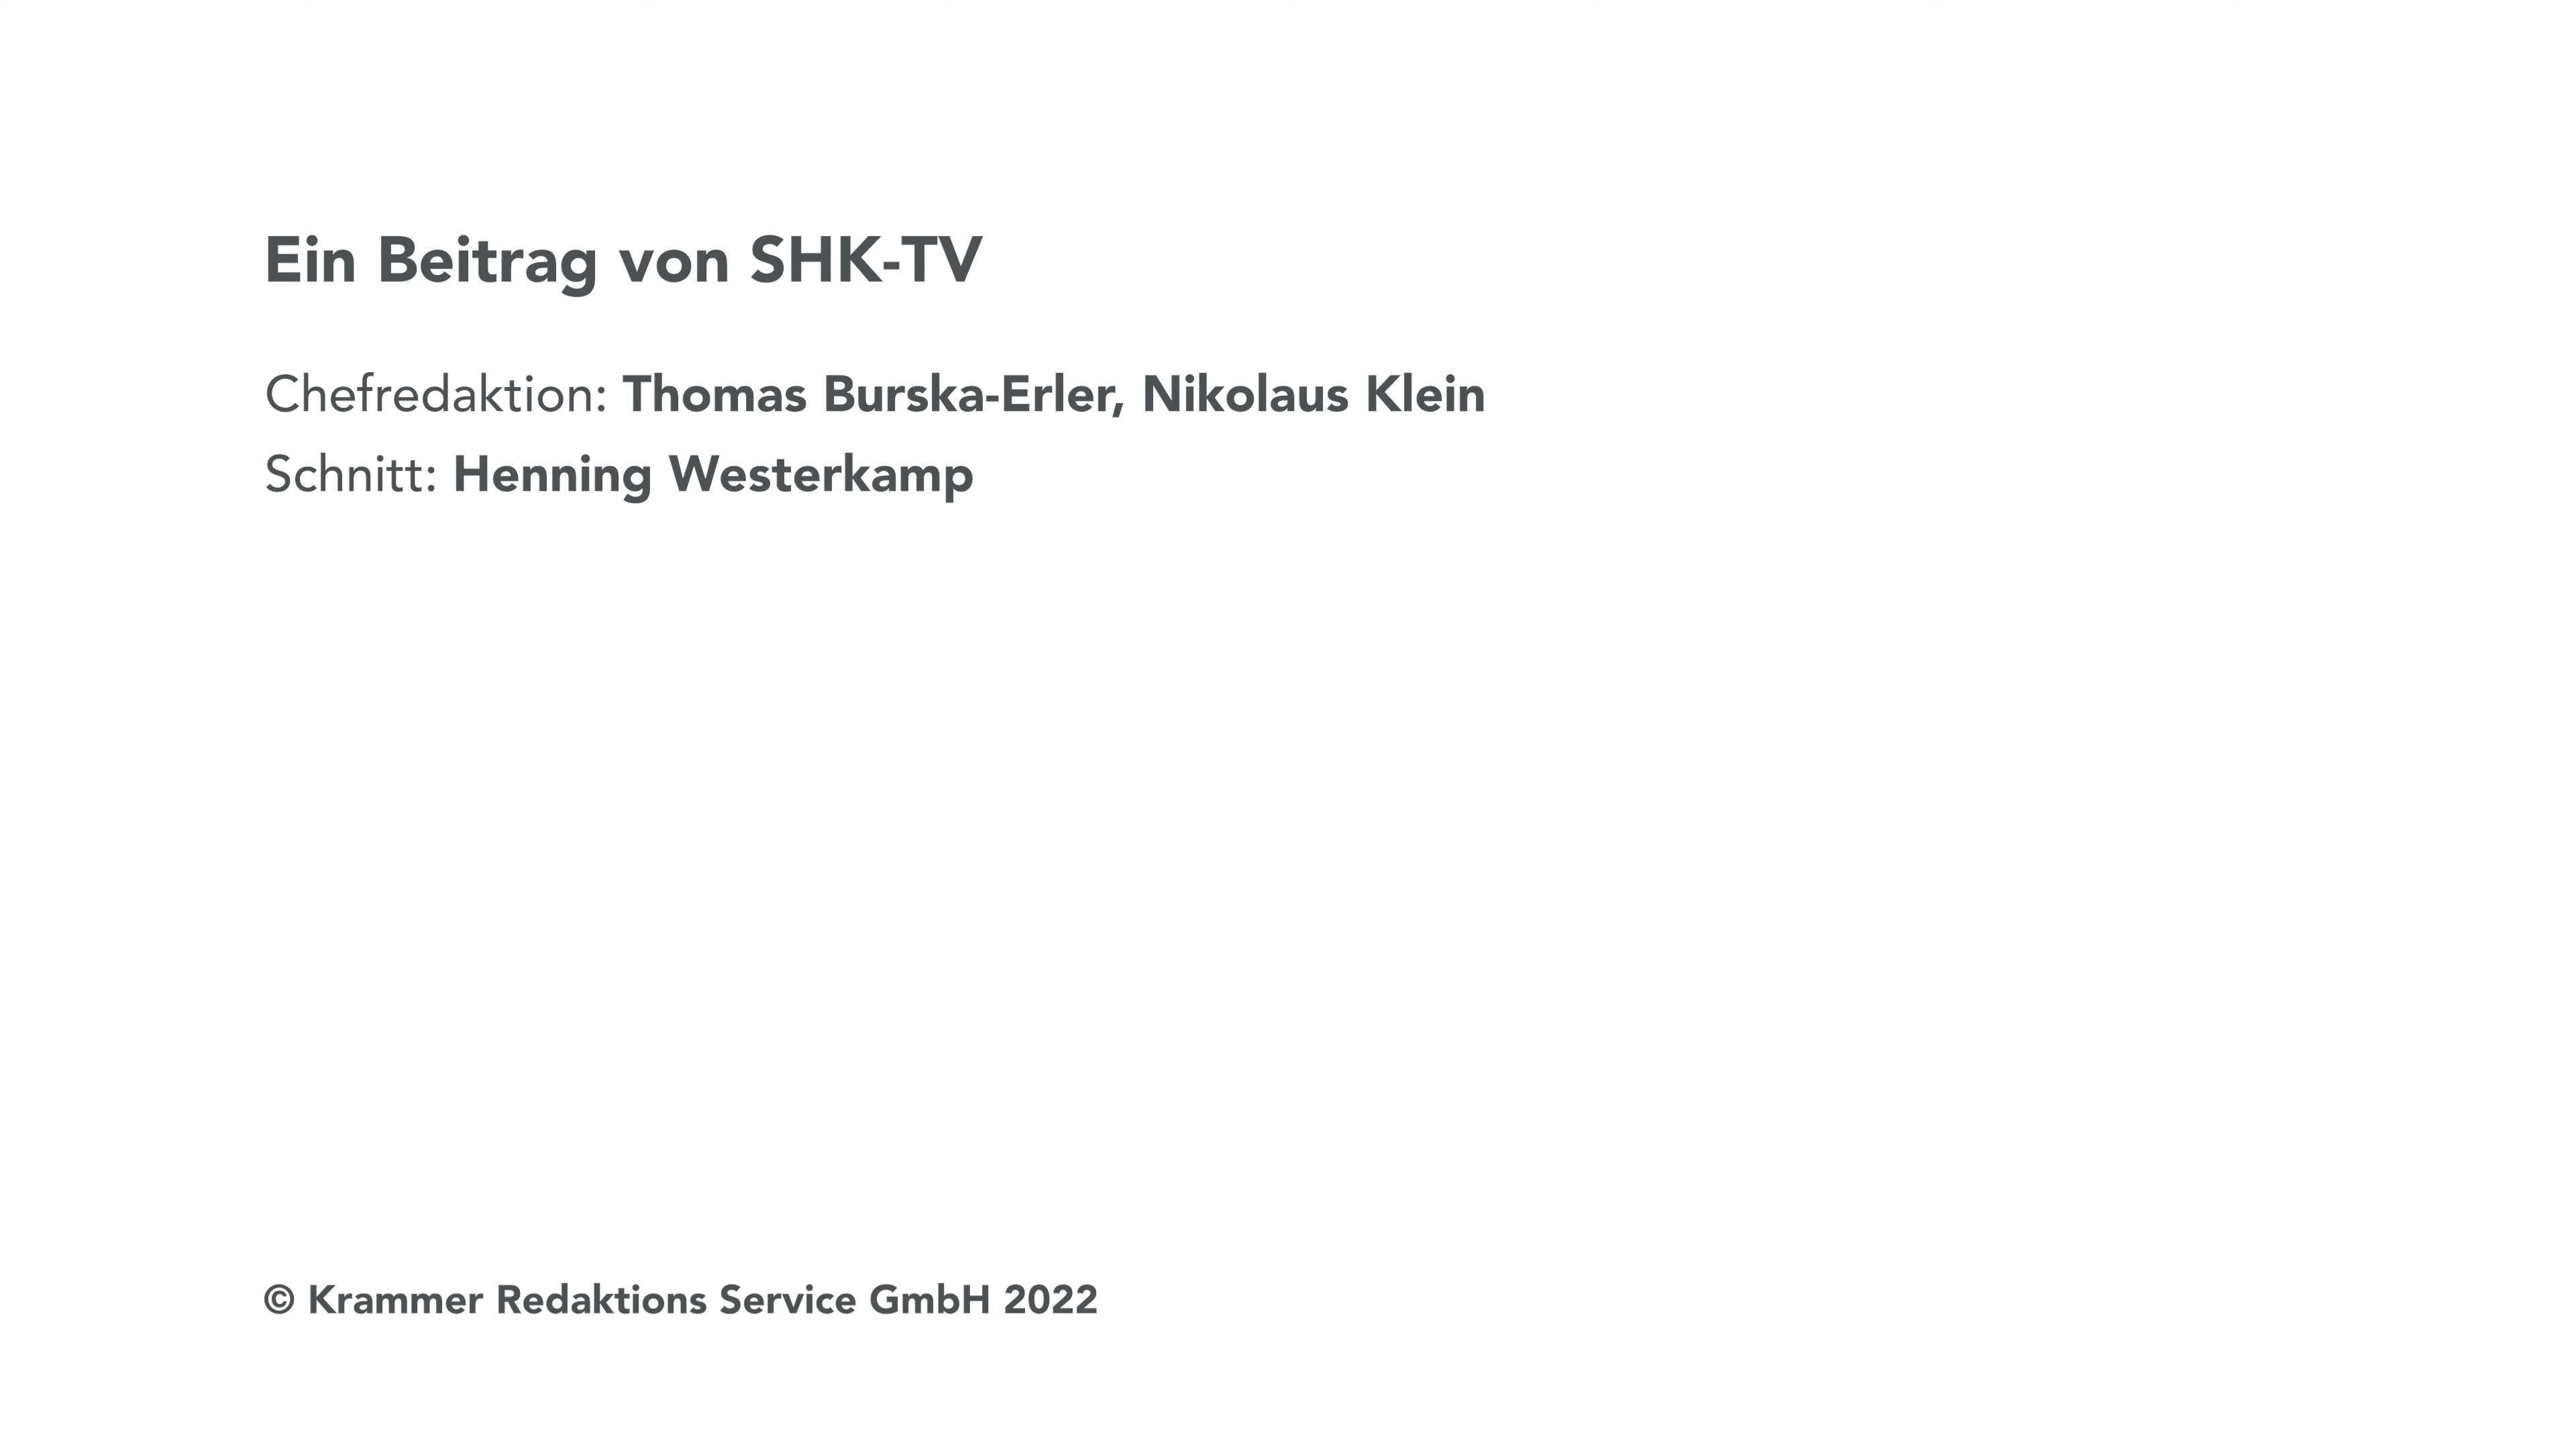 Ein Beitrag von SHK-TV
Chefredaktion: Thomas Burska-Erler, Nikolaus Klein
Schnitt: Henning Westerkamp
© Krammer Redaktions Service GmbH 2022